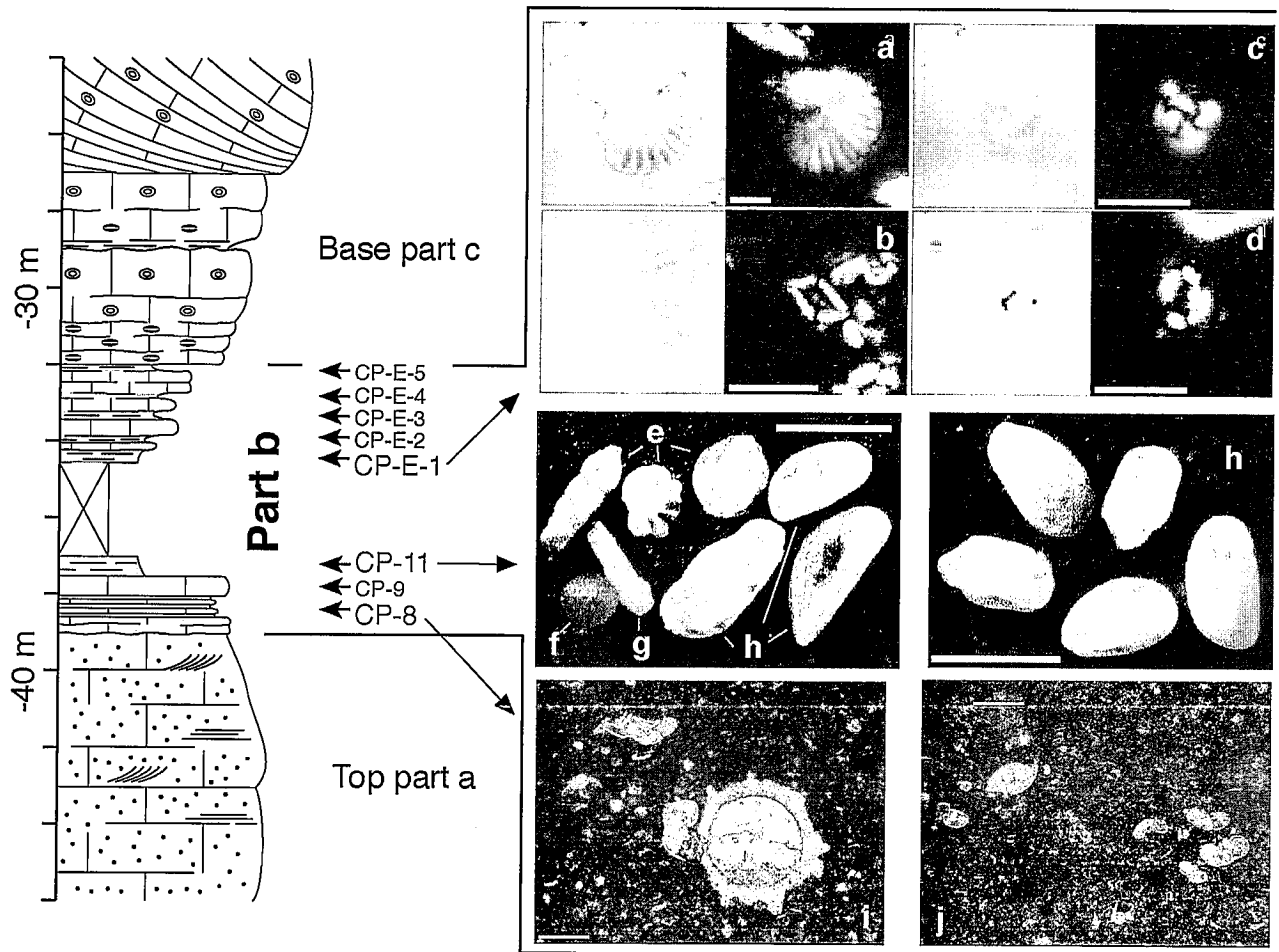 -30 m
-40 m
Base part c
Part b
Top part a
CP-E-5
CP-E-4
CP-E-3
CP-E-2
CP-E-1
CP-11
CP-9
CP-8
a
c
b
d
e
f
g
h
h
i
j